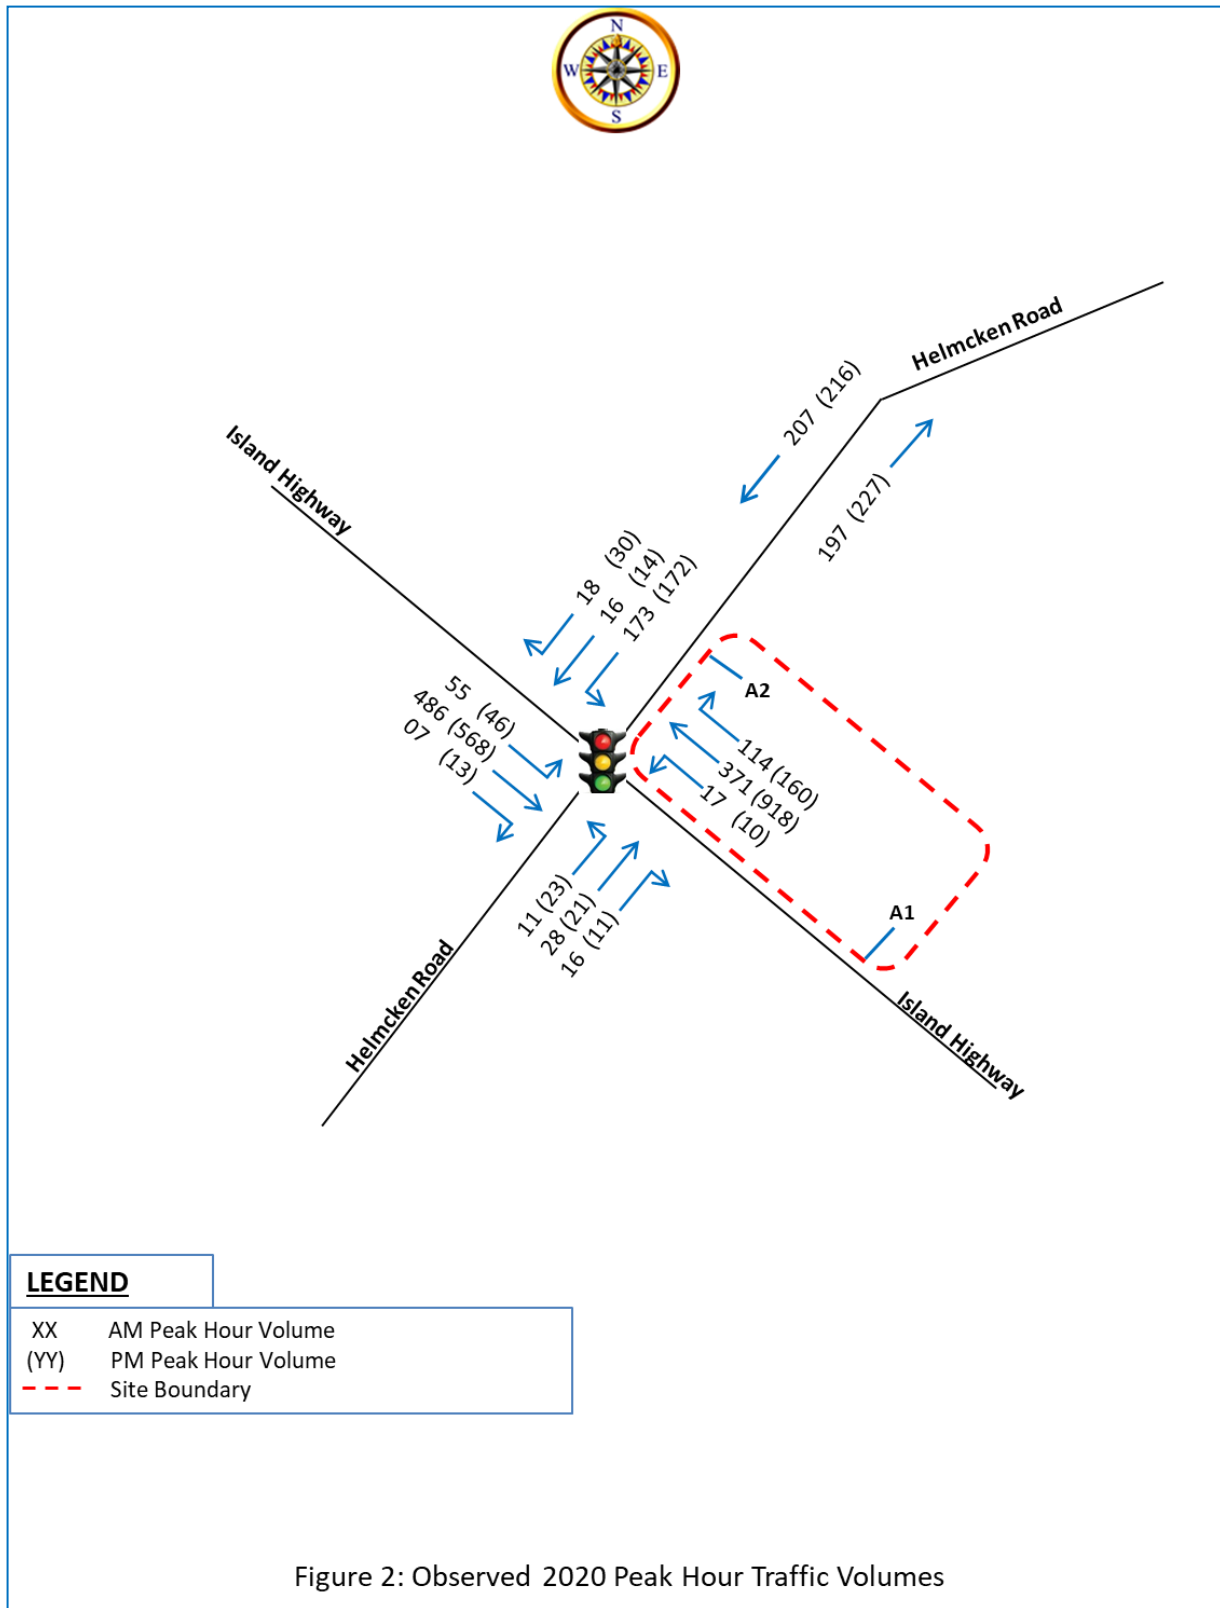 N
W E
S
Helmcken Road
207 (216)
197 (227)
Island Highway
18 (30)
16 (14)
173 (172)
55 (46)
486 (568)
07 (13)
A2
114 (160)
371 (918)
17 (10)
11 (23)
28 (21)
16 (11)
A1
Helmcken Road
Island Highway
LEGEND
XX AM Peak Hour Volume
(YY) PM Peak Hour Volume
Site Boundary
Figure 2: Observed 2020 Peak Hour Traffic Volumes